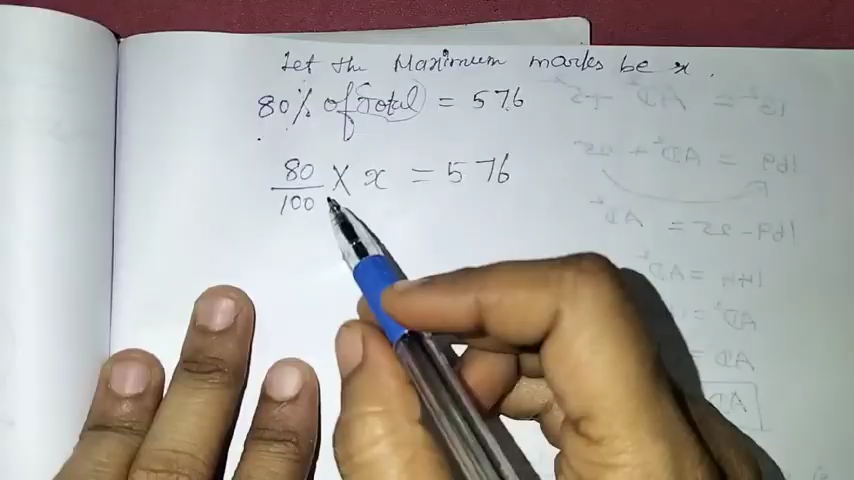 Let the Maximum marks be x.
80% of Total = 576
80/100 X x = 576